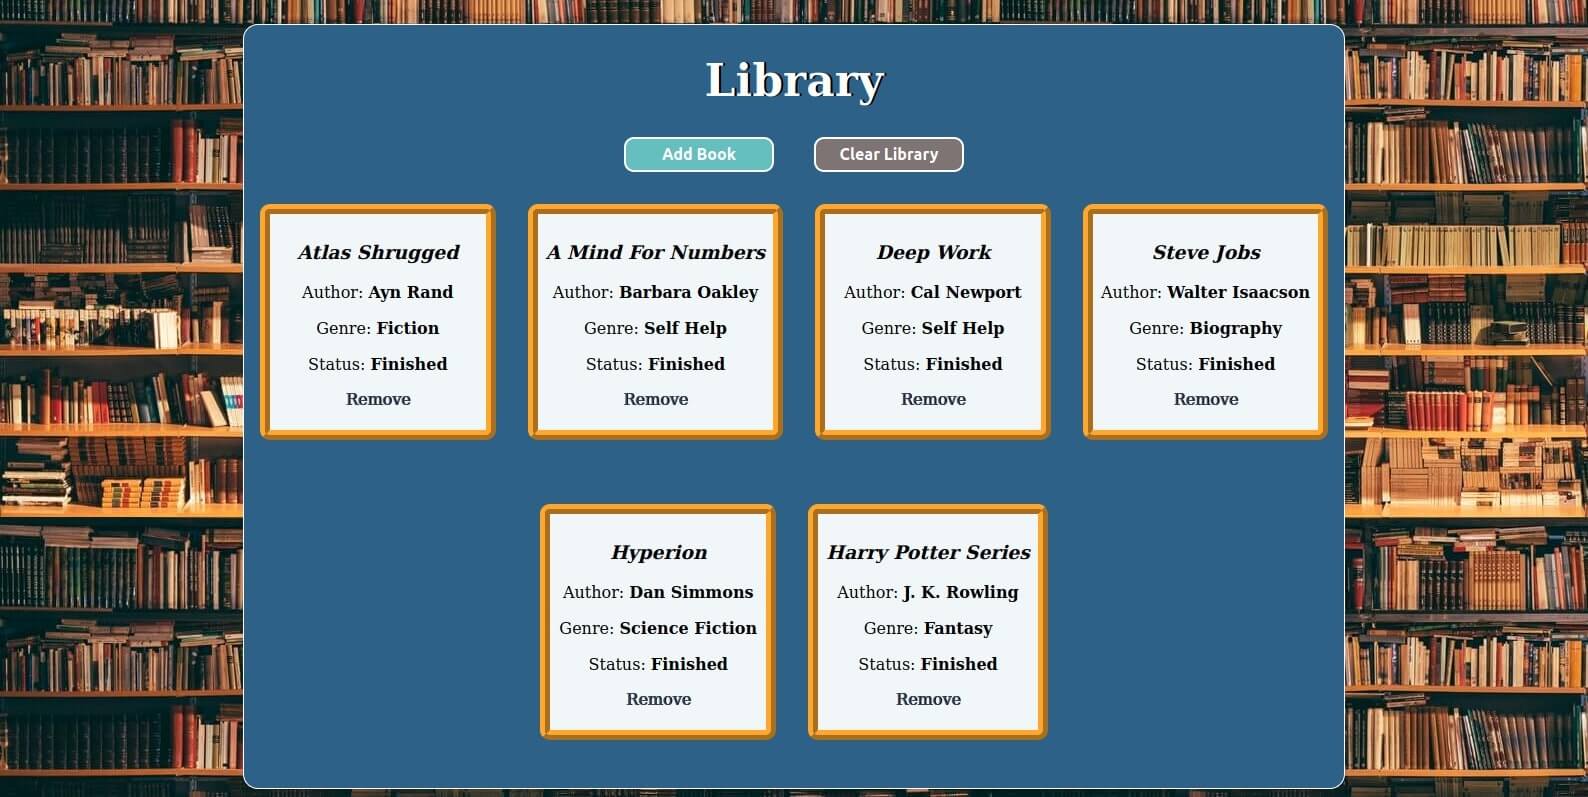 Library
Add Book
Clear Library
Atlas Shrugged
Author: Ayn Rand
Genre: Fiction
Status: Finished
Remove
A Mind For Numbers
Author: Barbara Oakley
Genre: Self Help
Status: Finished
Remove
Deep Work
Author: Cal Newport
Genre: Self Help
Status: Finished
Remove
Steve Jobs
Author: Walter Isaacson
Genre: Biography
Status: Finished
Remove
Hyperion
Author: Dan Simmons
Genre: Science Fiction
Status: Finished
Remove
Harry Potter Series
Author: J. K. Rowling
Genre: Fantasy
Status: Finished
Remove